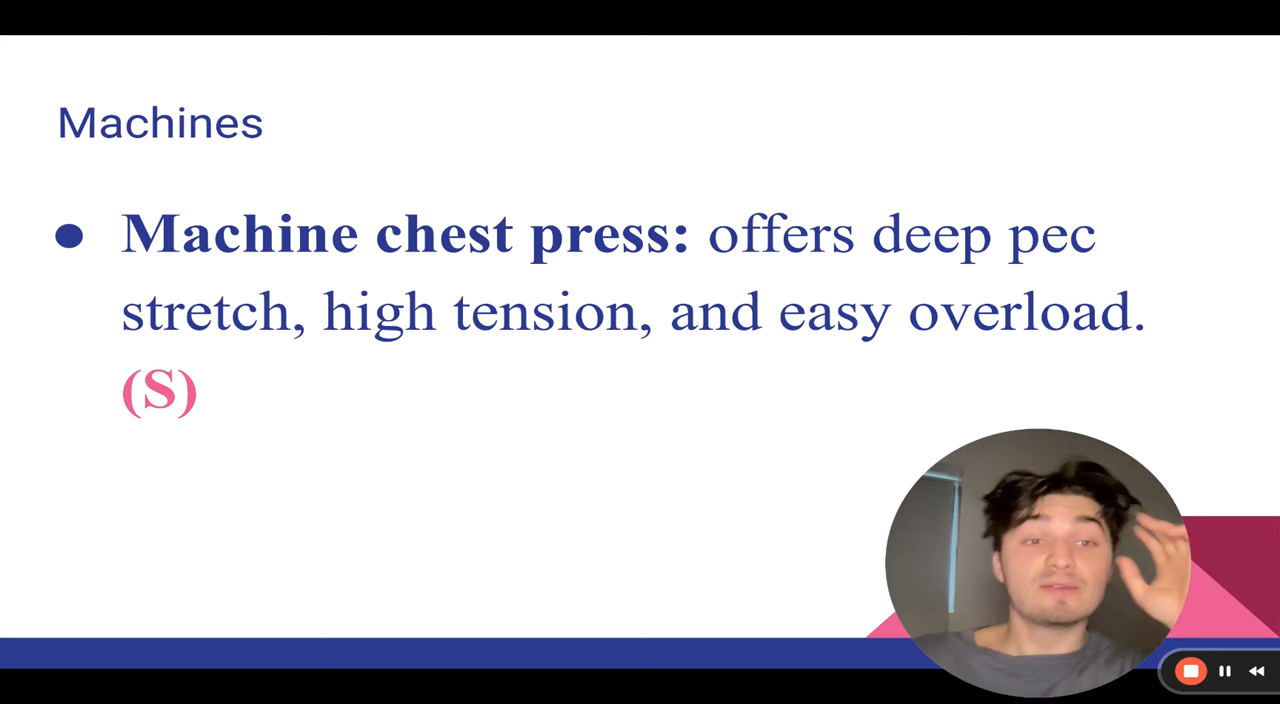 Machines
● Machine chest press: offers deep pec
stretch, high tension, and easy overload.
(S)